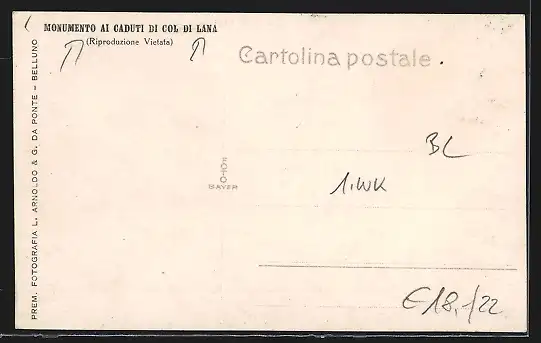 MONUMENTO AI CADUTI DI COL DI LANA
(Riproduzione Vietata)
Cartolina postale.
PREM. FOTOGRAFIA L. ARNOLDO & G. DA PONTE - BELLUNO
FOTO
BAYER
BL
1.WK
€18,-/22